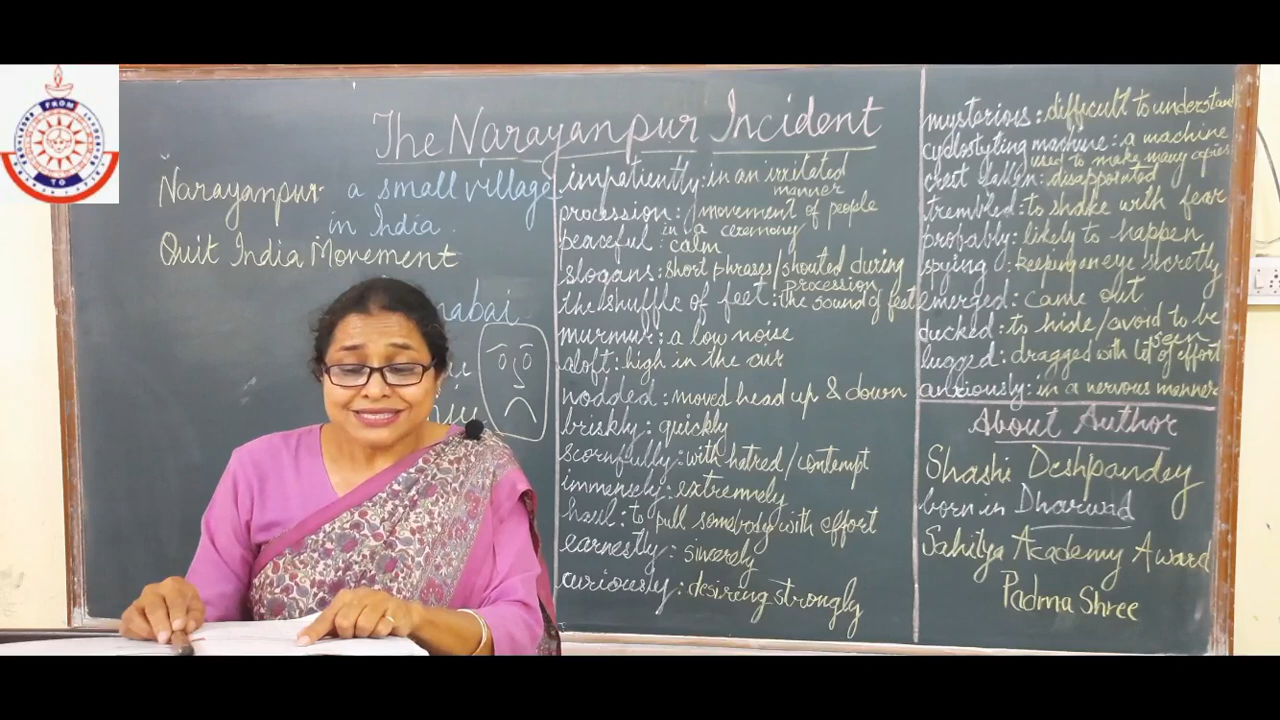 FROM
DARKNESS
TO
The Narayanpur Incident
Narayanpur- a small village
in India.
Quit India Movement
nabai
impatiently: in an irritated
manner
procession: movement of people
in a ceremony
peaceful: calm
slogans: short phrases/shouted during
procession
the shuffle of feet: the sound of feet
murmur: a low noise
aloft: high in the air
nodded: moved head up & down
briskly: quickly
scornfully: with hatred/contempt
immensely: extremely
haul: to pull somebody with effort
earnestly: sincerely
curiously: desiring strongly
mysterious: difficult to understand
cyclostyling machine: a machine
used to make many copies
chest fallen: disappointed
trembled: to shake with fear
probably: likely to happen
spying: keeping an eye secretly
emerged: came out
ducked: to hide/avoid to be
seen
lugged: dragged with lot of effort
anxiously: in a nervous manner
About Author
Shashi Deshpandey
born in Dharwad
Sahitya Academy Award
Padma Shree